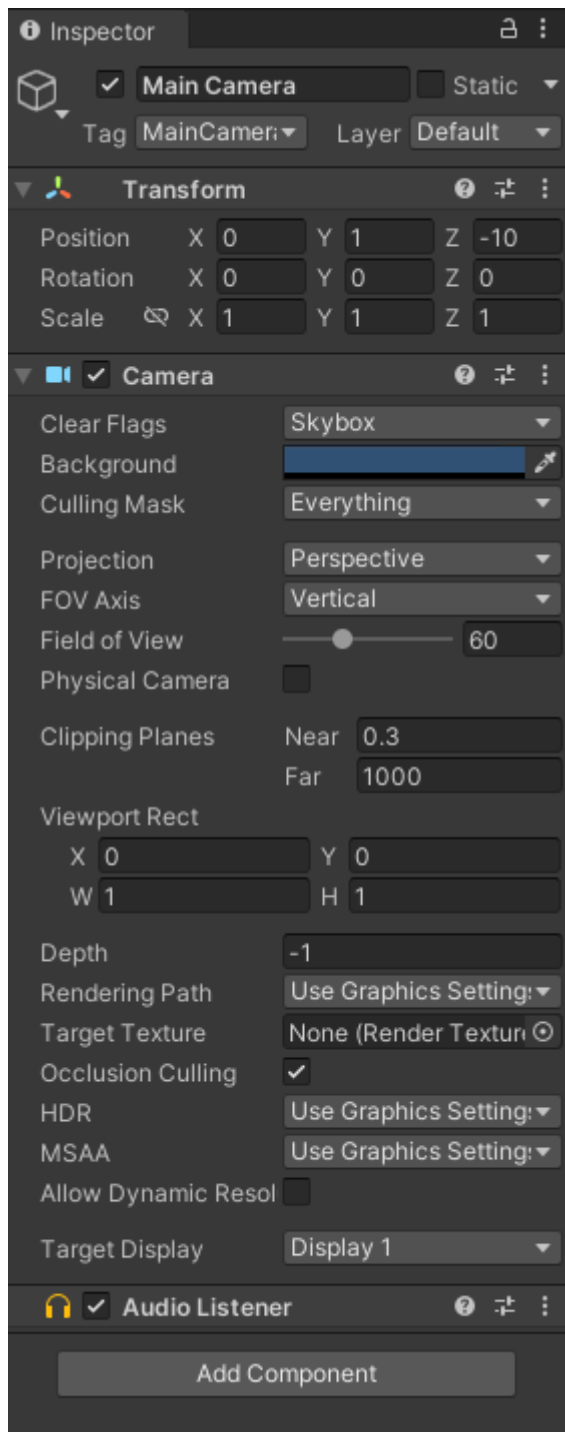 Inspector
Main Camera Static
Tag MainCamer Layer Default
Transform
Position X 0 Y 1 Z -10
Rotation X 0 Y 0 Z 0
Scale X 1 Y 1 Z 1
Camera
Clear Flags Skybox
Background
Culling Mask Everything
Projection Perspective
FOV Axis Vertical
Field of View 60
Physical Camera
Clipping Planes Near 0.3
Far 1000
Viewport Rect
X 0 Y 0
W 1 H 1
Depth -1
Rendering Path Use Graphics Setting
Target Texture None (Render Textur
Occlusion Culling
HDR Use Graphics Setting
MSAA Use Graphics Setting
Allow Dynamic Resol
Target Display Display 1
Audio Listener
Add Component